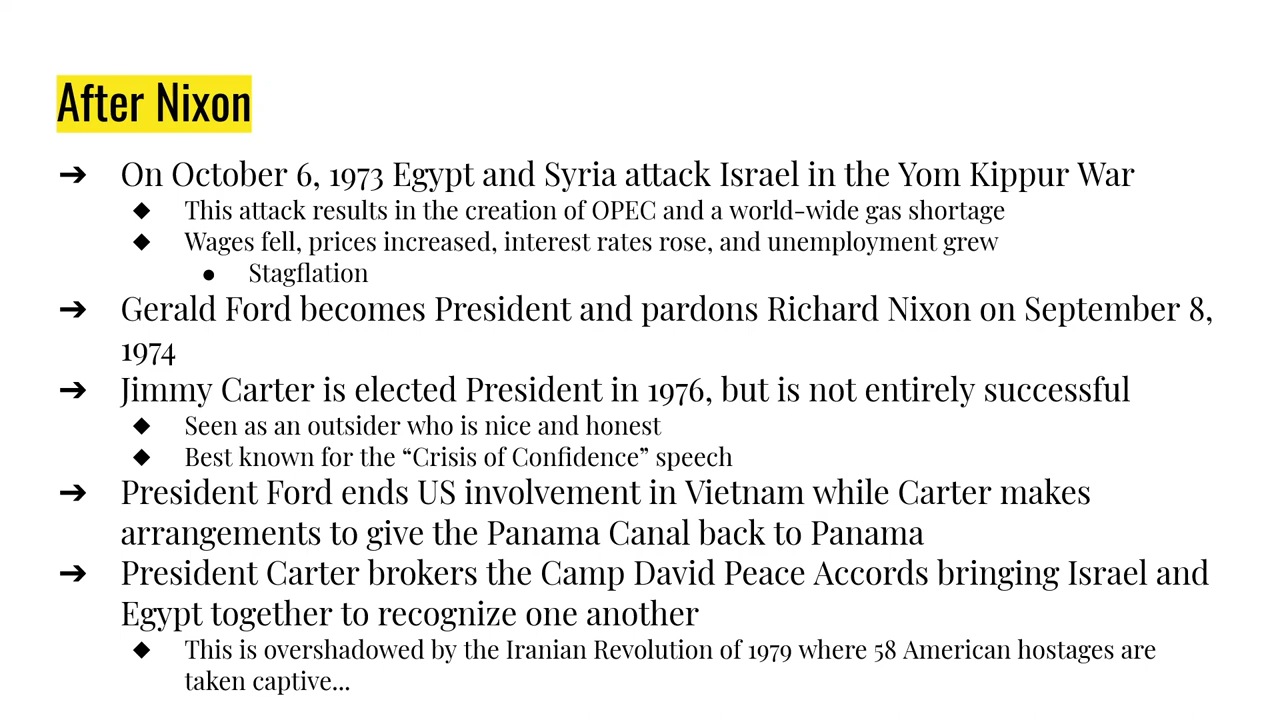 After Nixon
➔ On October 6, 1973 Egypt and Syria attack Israel in the Yom Kippur War
◆ This attack results in the creation of OPEC and a world-wide gas shortage
◆ Wages fell, prices increased, interest rates rose, and unemployment grew
● Stagflation
➔ Gerald Ford becomes President and pardons Richard Nixon on September 8,
1974
➔ Jimmy Carter is elected President in 1976, but is not entirely successful
◆ Seen as an outsider who is nice and honest
◆ Best known for the “Crisis of Confidence” speech
➔ President Ford ends US involvement in Vietnam while Carter makes
arrangements to give the Panama Canal back to Panama
➔ President Carter brokers the Camp David Peace Accords bringing Israel and
Egypt together to recognize one another
◆ This is overshadowed by the Iranian Revolution of 1979 where 58 American hostages are
taken captive...